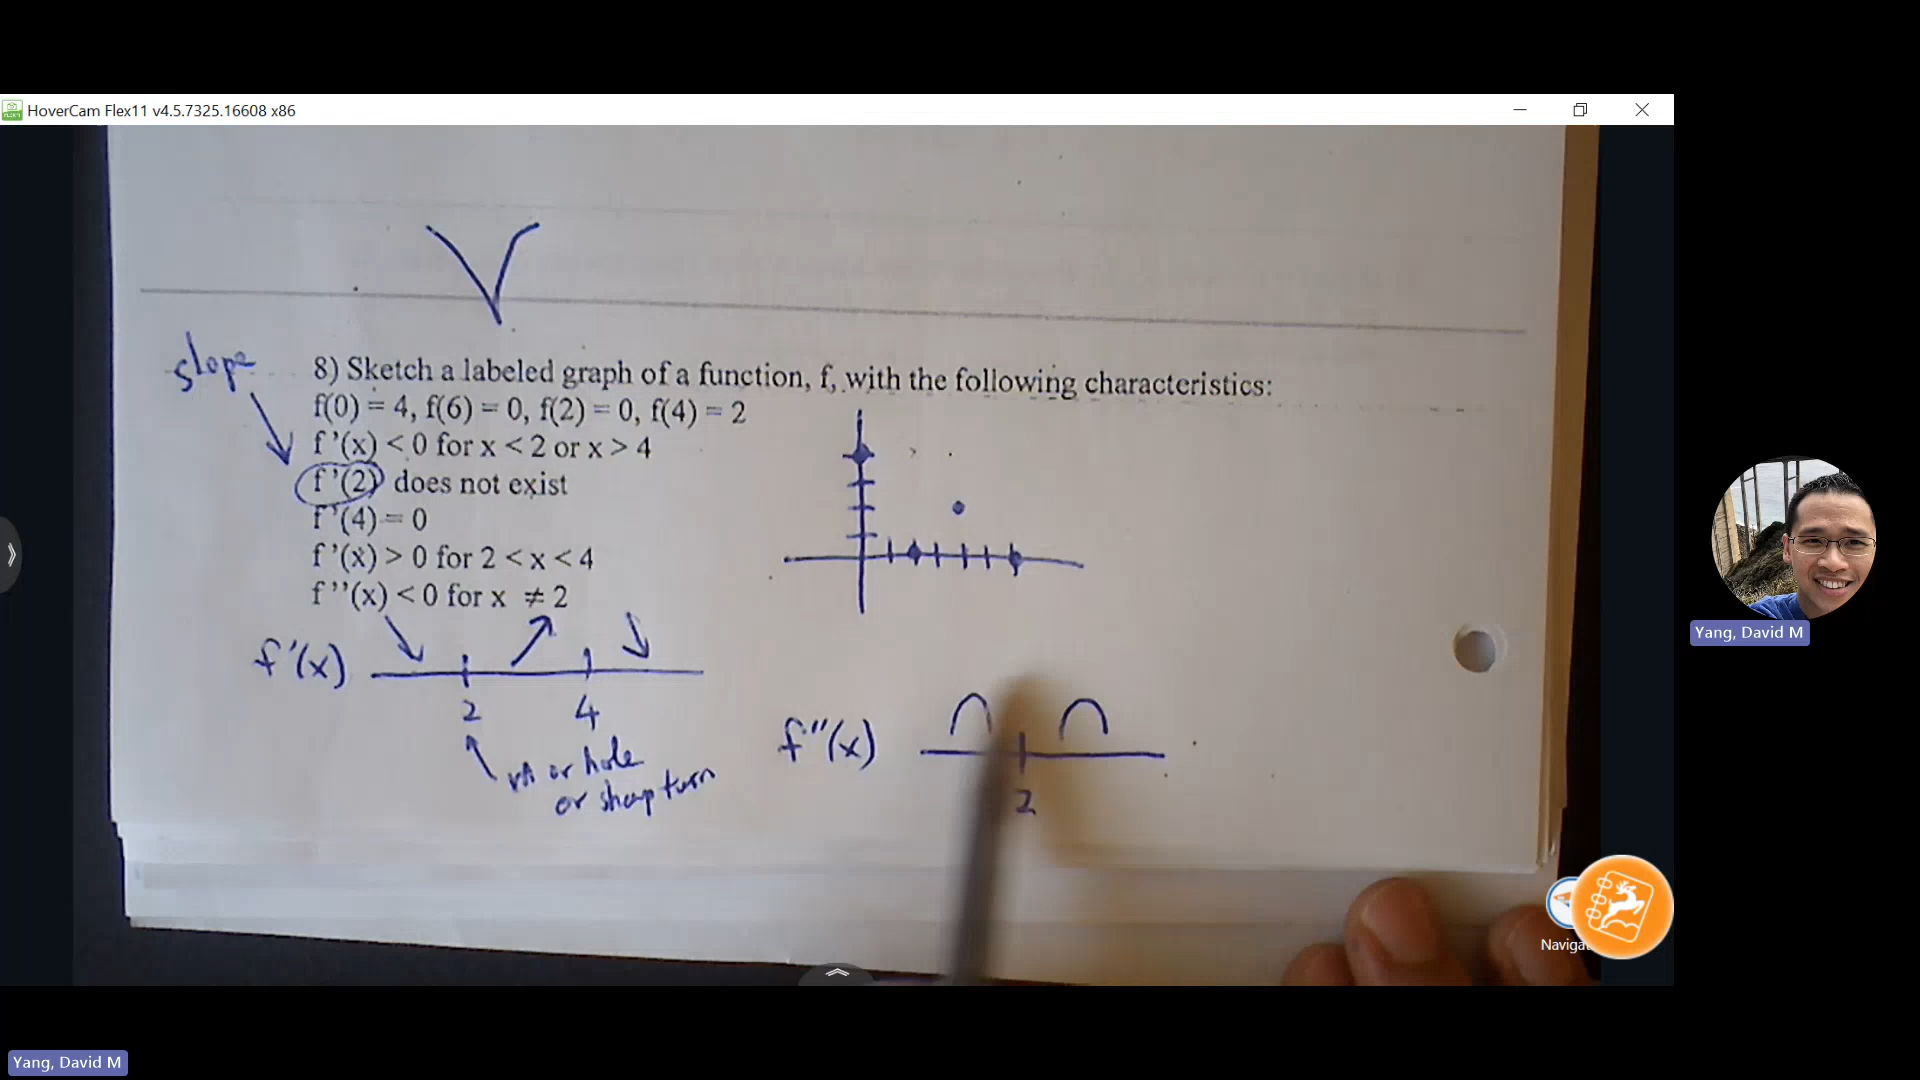 HoverCam Flex11 v4.5.7325.16608 x86
slope
8) Sketch a labeled graph of a function, f, with the following characteristics:
f(0) = 4, f(6) = 0, f(2) = 0, f(4) = 2
f '(x) < 0 for x < 2 or x > 4
f '(2) does not exist
f '(4) = 0
f '(x) > 0 for 2 < x < 4
f ''(x) < 0 for x ≠ 2
f'(x)
2 4
VA or hole
or sharp turn
f"(x)
2
Yang, David M
Navigat
Yang, David M